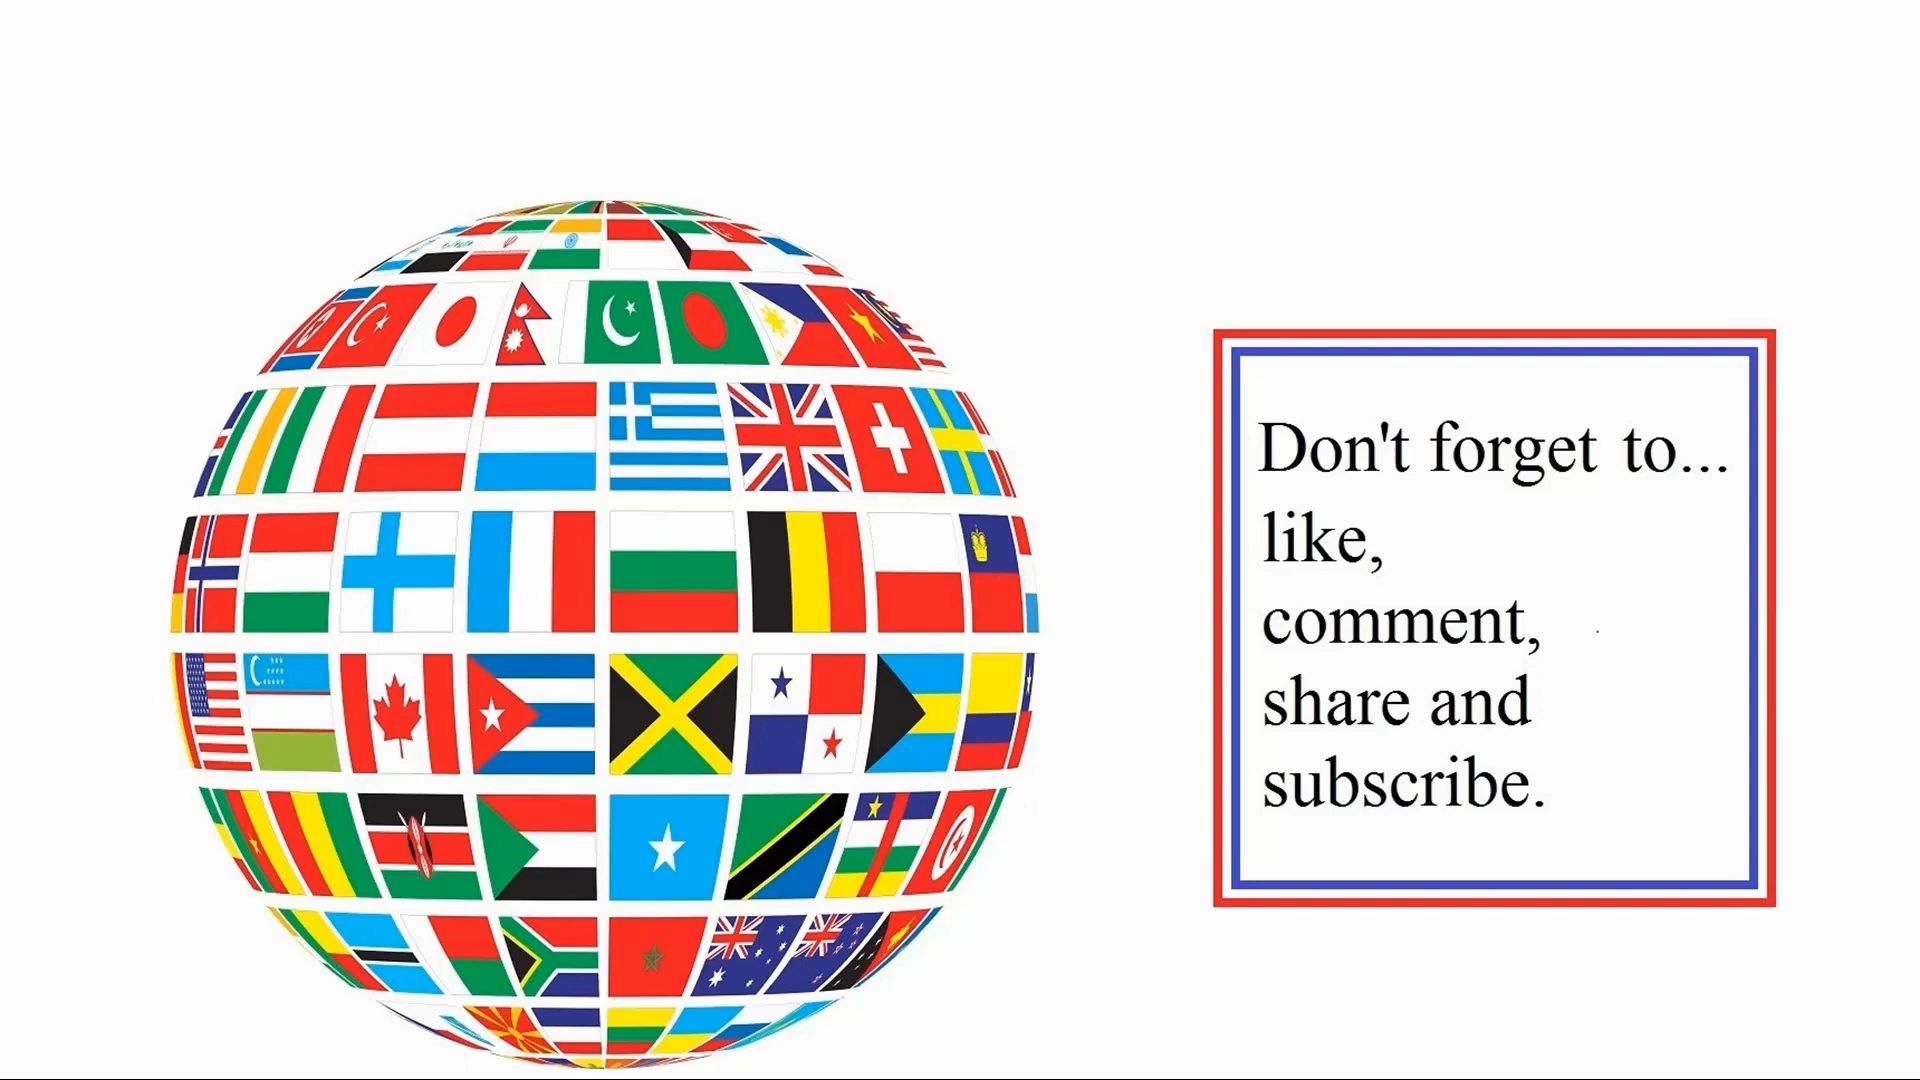 Don't forget to...
like,
comment,
share and
subscribe.